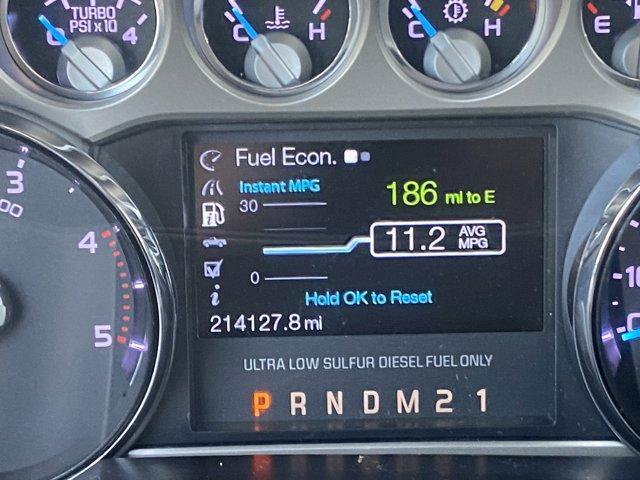 TURBO
PSI x 10
0 4
C H
C H
E
Fuel Econ.
Instant MPG
186 mi to E
30
11.2 AVG MPG
0
Hold OK to Reset
214127.8 mi
3
4
5
ULTRA LOW SULFUR DIESEL FUEL ONLY
P R N D M 2 1